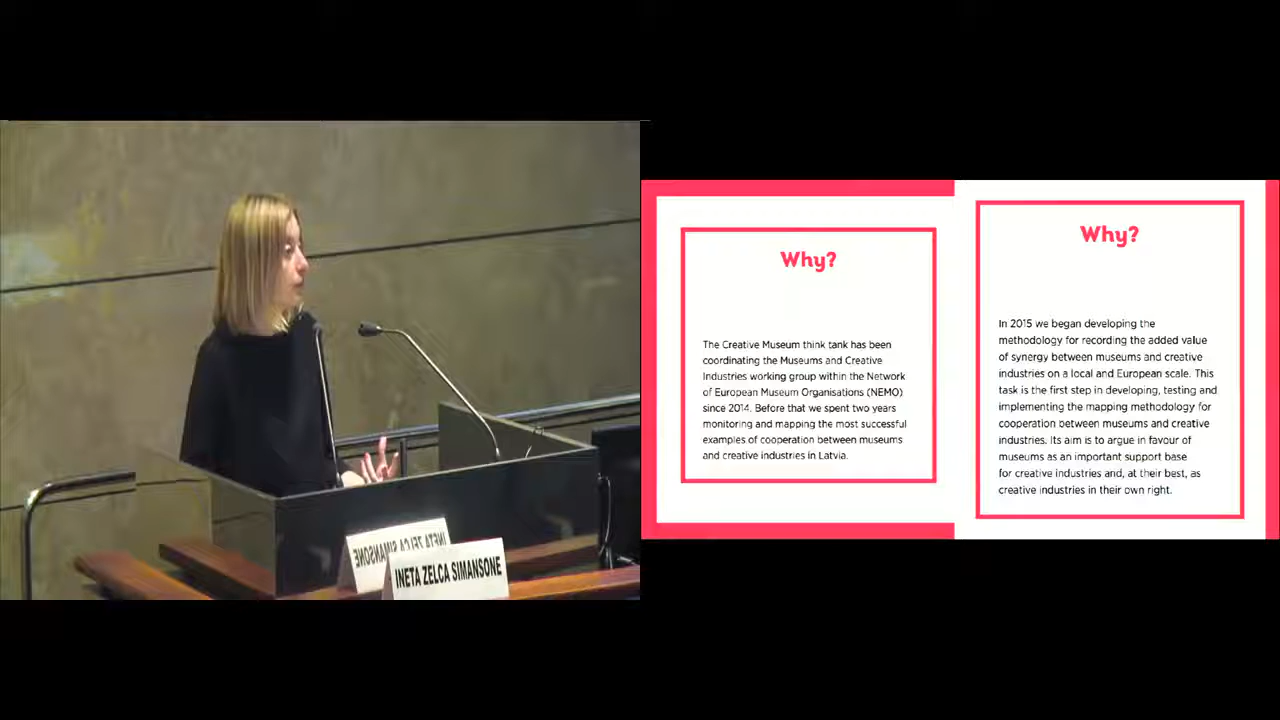 INETA ZELCA SIMANSONE
INETA ZELCA SIMANSONE
Why?
The Creative Museum think tank has been
coordinating the Museums and Creative
Industries working group within the Network
of European Museum Organisations (NEMO)
since 2014. Before that we spent two years
monitoring and mapping the most successful
examples of cooperation between museums
and creative industries in Latvia.
Why?
In 2015 we began developing the
methodology for recording the added value
of synergy between museums and creative
industries on a local and European scale. This
task is the first step in developing, testing and
implementing the mapping methodology for
cooperation between museums and creative
industries. Its aim is to argue in favour of
museums as an important support base
for creative industries and, at their best, as
creative industries in their own right.